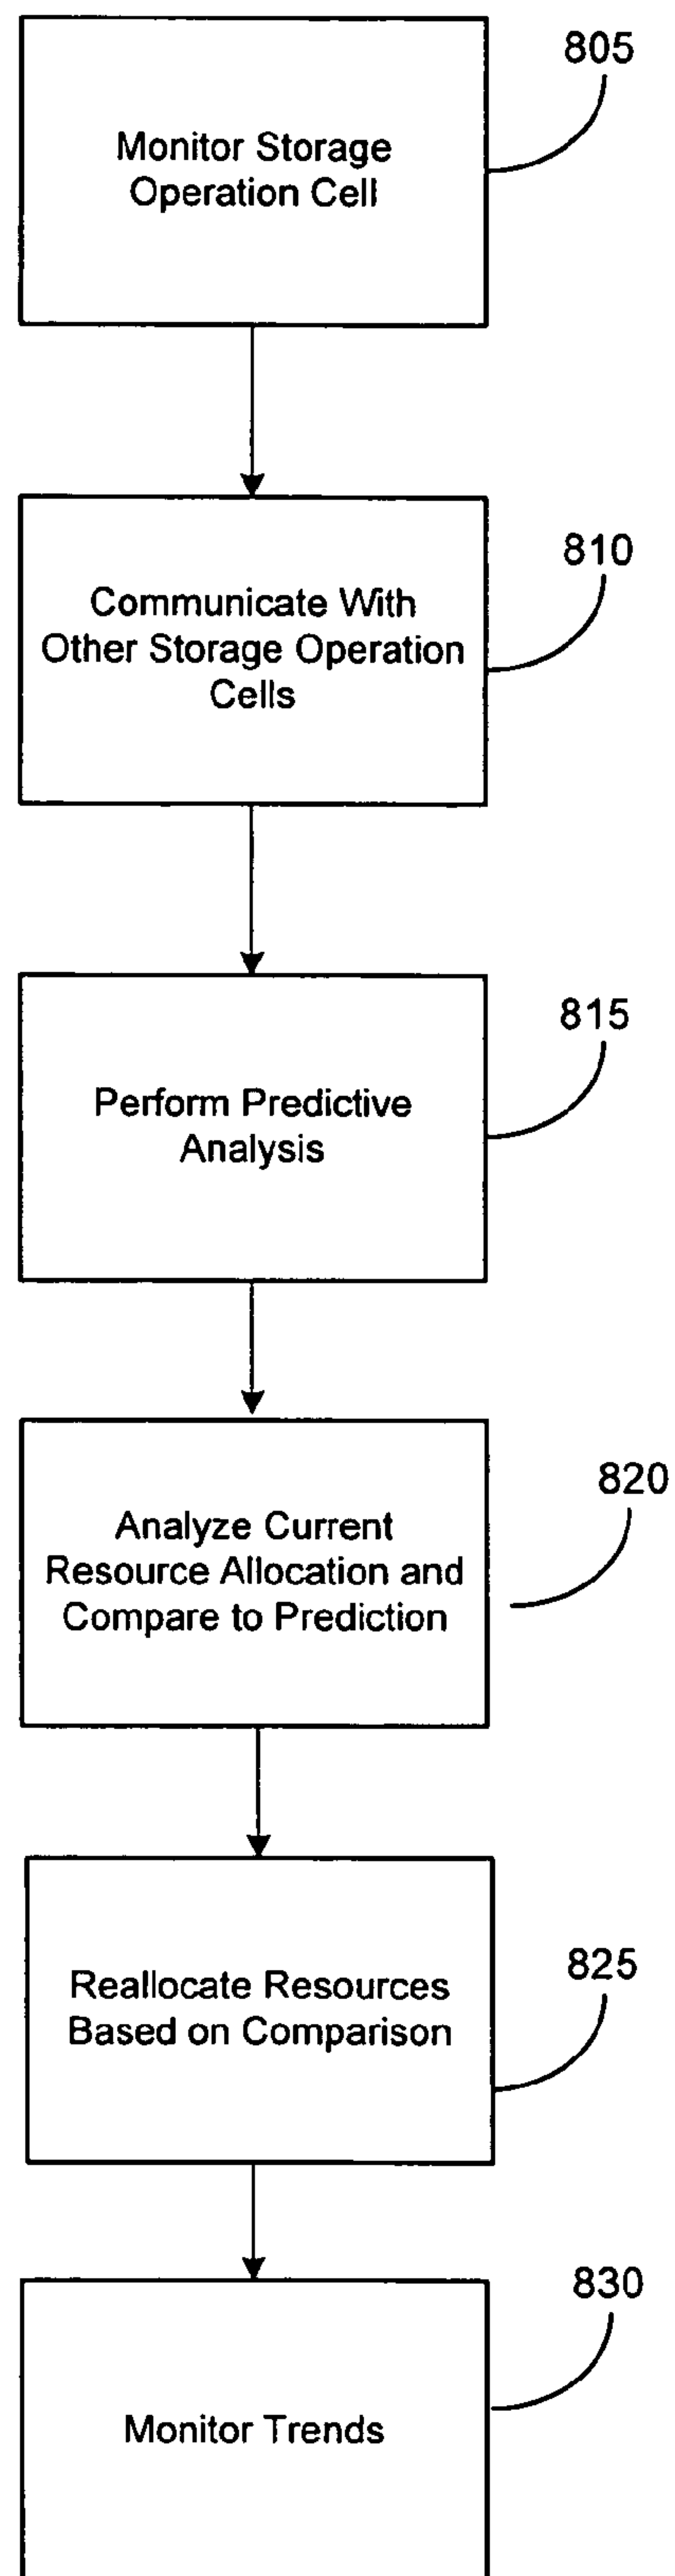 805
Monitor Storage
Operation Cell
810
Communicate With
Other Storage Operation
Cells
815
Perform Predictive
Analysis
820
Analyze Current
Resource Allocation and
Compare to Prediction
825
Reallocate Resources
Based on Comparison
830
Monitor Trends